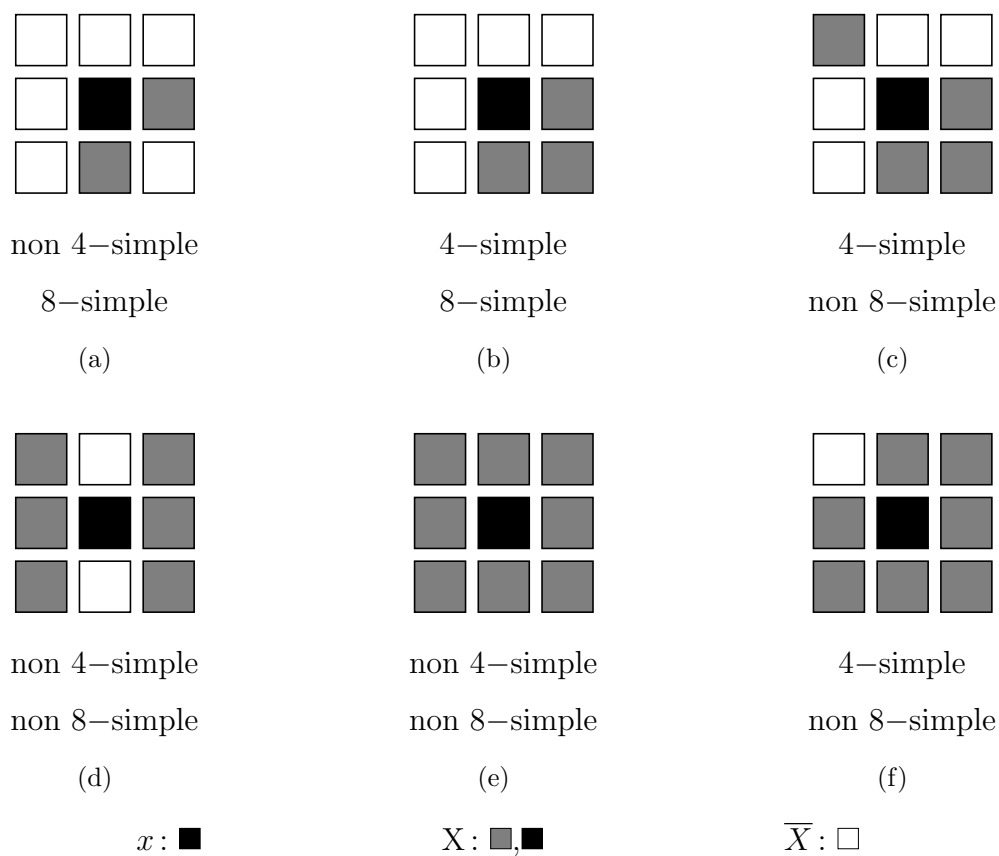 non 4−simple 4−simple 4−simple
8−simple 8−simple non 8−simple
(a) (b) (c)
non 4−simple non 4−simple 4−simple
non 8−simple non 8−simple non 8−simple
(d) (e) (f)
x : X : , X̅ :